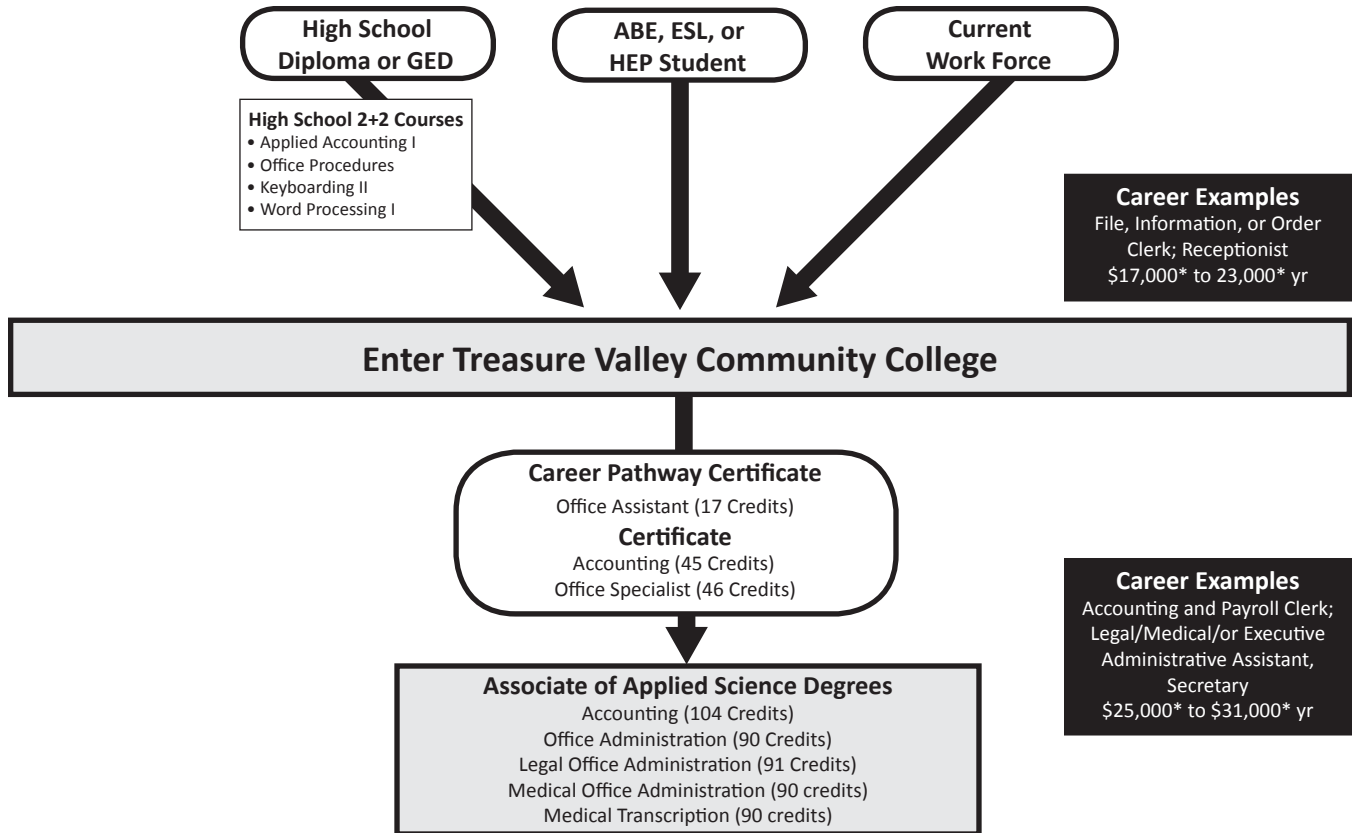 High School
Diploma or GED
ABE, ESL, or
HEP Student
Current
Work Force
High School 2+2 Courses
• Applied Accounting I
• Office Procedures
• Keyboarding II
• Word Processing I
Career Examples
File, Information, or Order
Clerk; Receptionist
$17,000* to 23,000* yr
Enter Treasure Valley Community College
Career Pathway Certificate
Office Assistant (17 Credits)
Certificate
Accounting (45 Credits)
Office Specialist (46 Credits)
Career Examples
Accounting and Payroll Clerk;
Legal/Medical/or Executive
Administrative Assistant,
Secretary
$25,000* to $31,000* yr
Associate of Applied Science Degrees
Accounting (104 Credits)
Office Administration (90 Credits)
Legal Office Administration (91 Credits)
Medical Office Administration (90 credits)
Medical Transcription (90 credits)